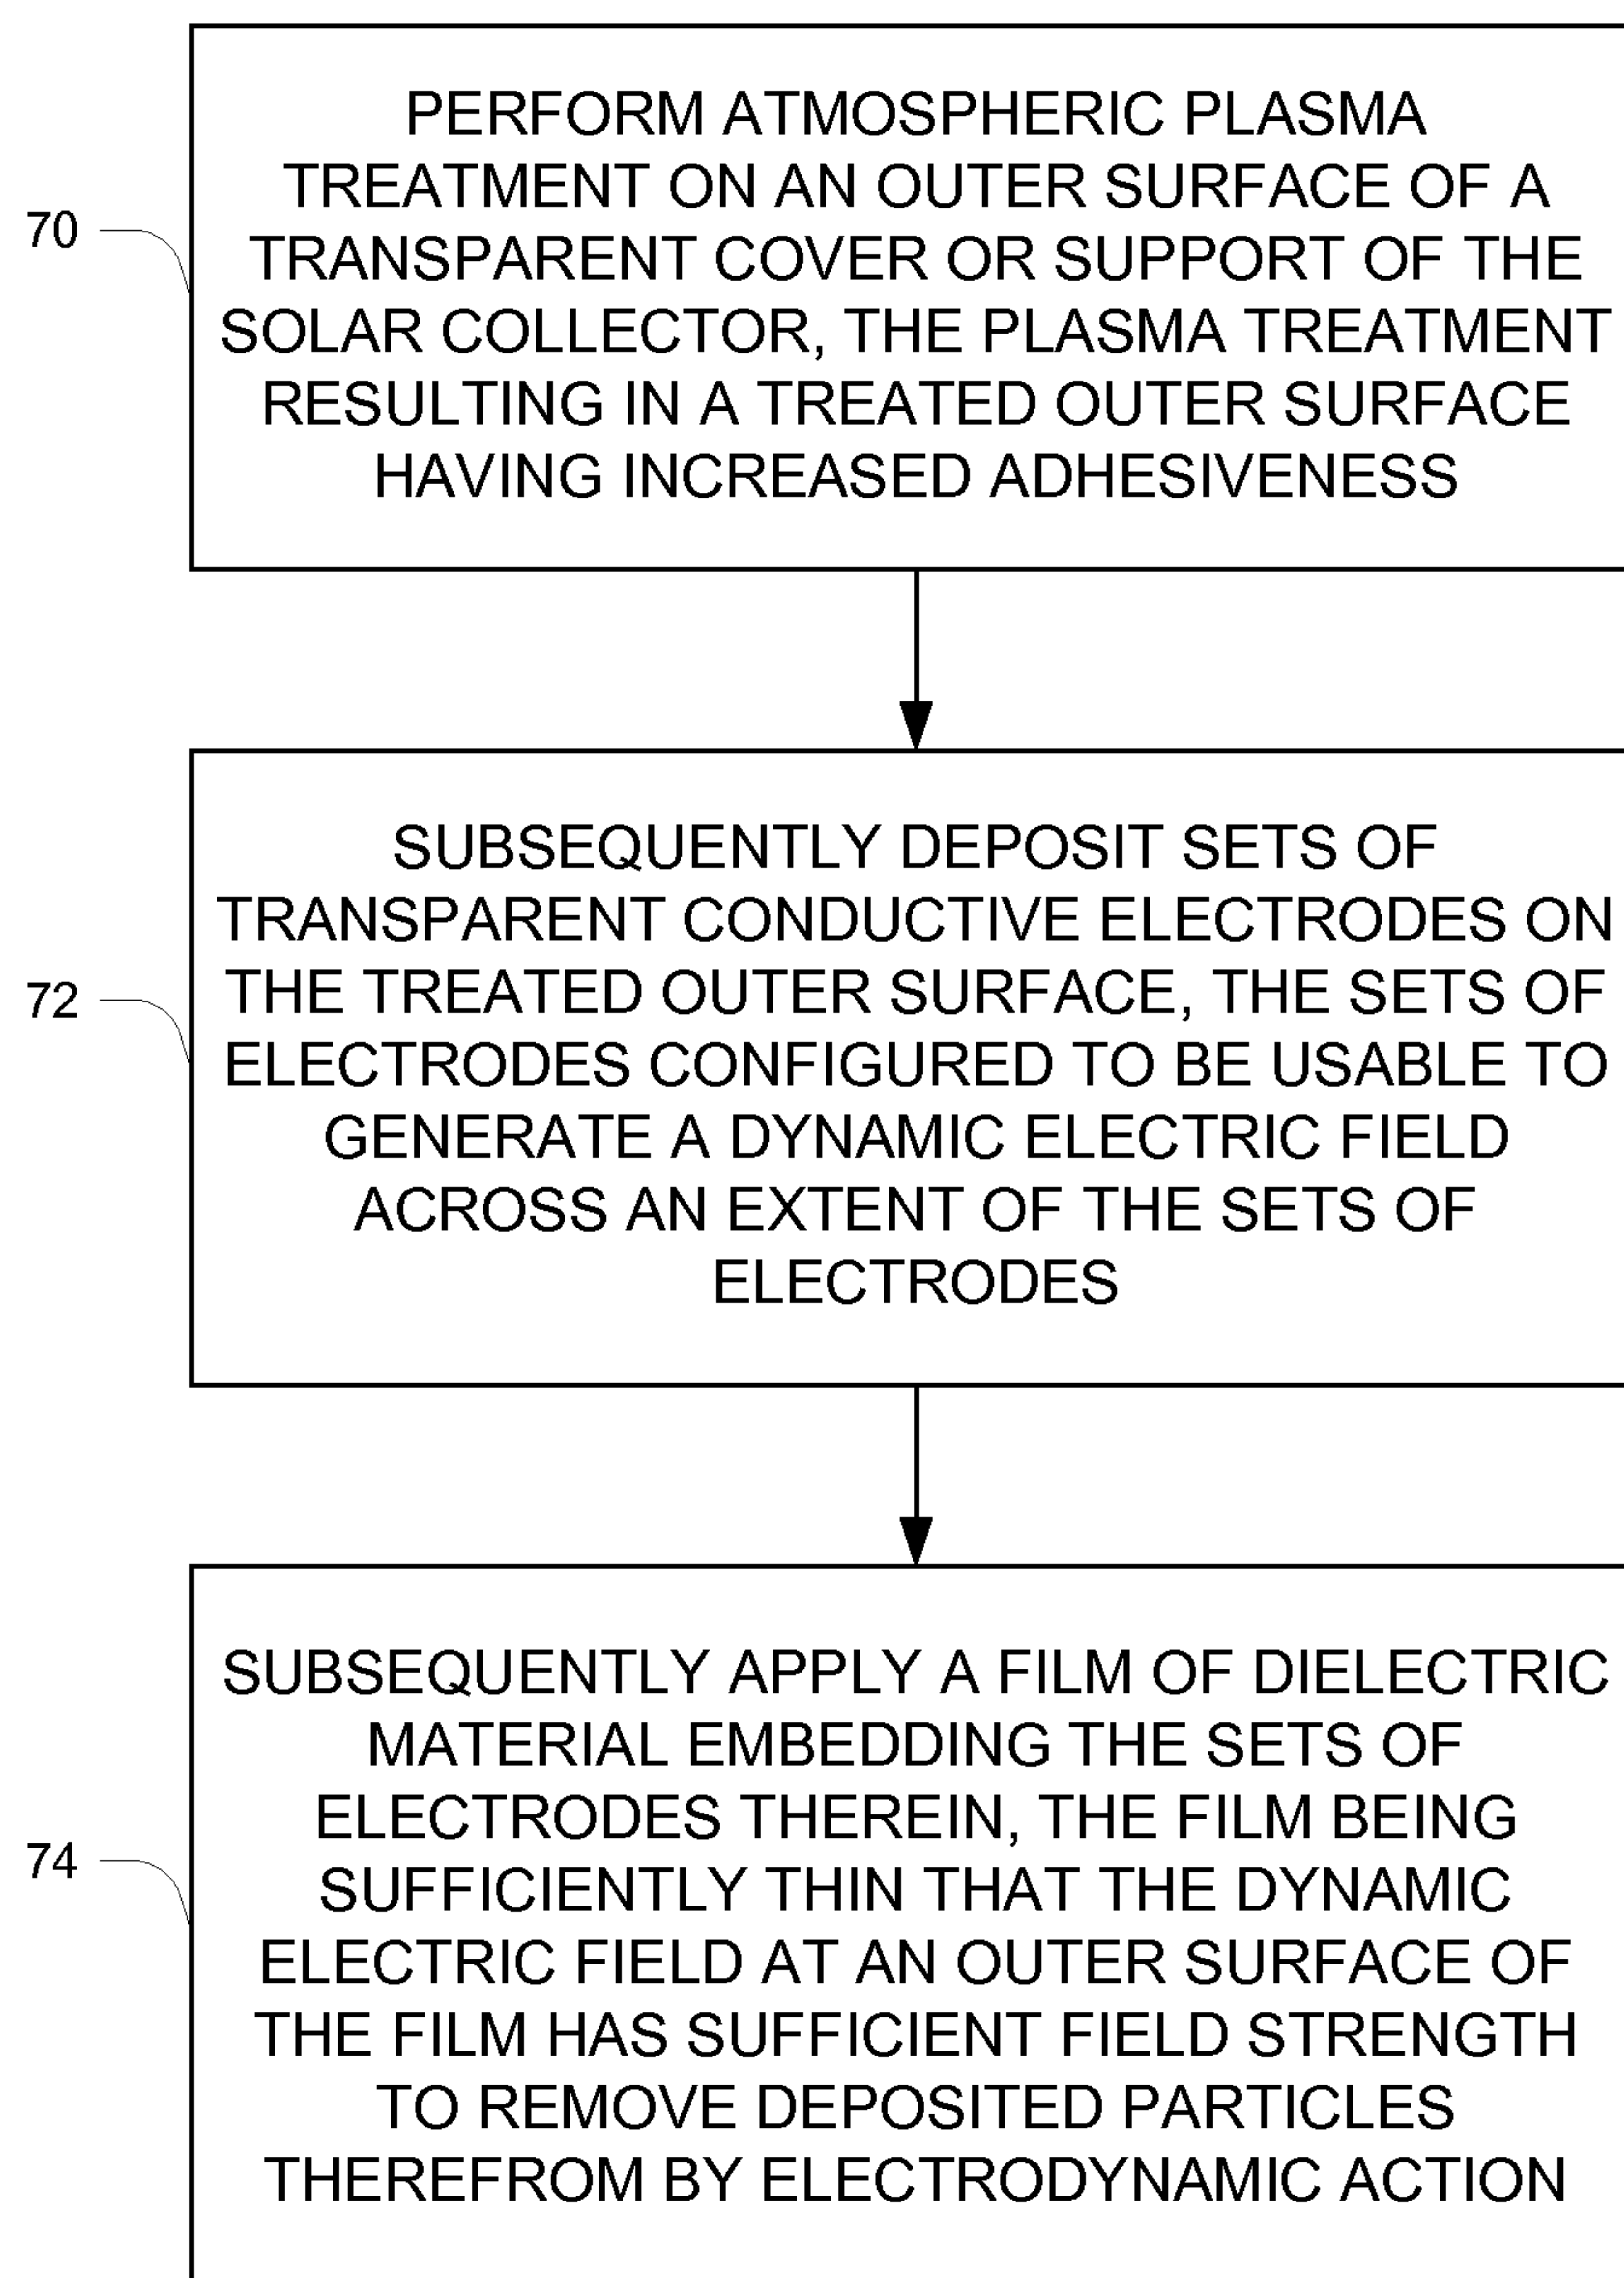 PERFORM ATMOSPHERIC PLASMA
TREATMENT ON AN OUTER SURFACE OF A
TRANSPARENT COVER OR SUPPORT OF THE
SOLAR COLLECTOR, THE PLASMA TREATMENT
RESULTING IN A TREATED OUTER SURFACE
HAVING INCREASED ADHESIVENESS
70
SUBSEQUENTLY DEPOSIT SETS OF
TRANSPARENT CONDUCTIVE ELECTRODES ON
THE TREATED OUTER SURFACE, THE SETS OF
ELECTRODES CONFIGURED TO BE USABLE TO
GENERATE A DYNAMIC ELECTRIC FIELD
ACROSS AN EXTENT OF THE SETS OF
ELECTRODES
72
SUBSEQUENTLY APPLY A FILM OF DIELECTRIC
MATERIAL EMBEDDING THE SETS OF
ELECTRODES THEREIN, THE FILM BEING
SUFFICIENTLY THIN THAT THE DYNAMIC
ELECTRIC FIELD AT AN OUTER SURFACE OF
THE FILM HAS SUFFICIENT FIELD STRENGTH
TO REMOVE DEPOSITED PARTICLES
THEREFROM BY ELECTRODYNAMIC ACTION
74